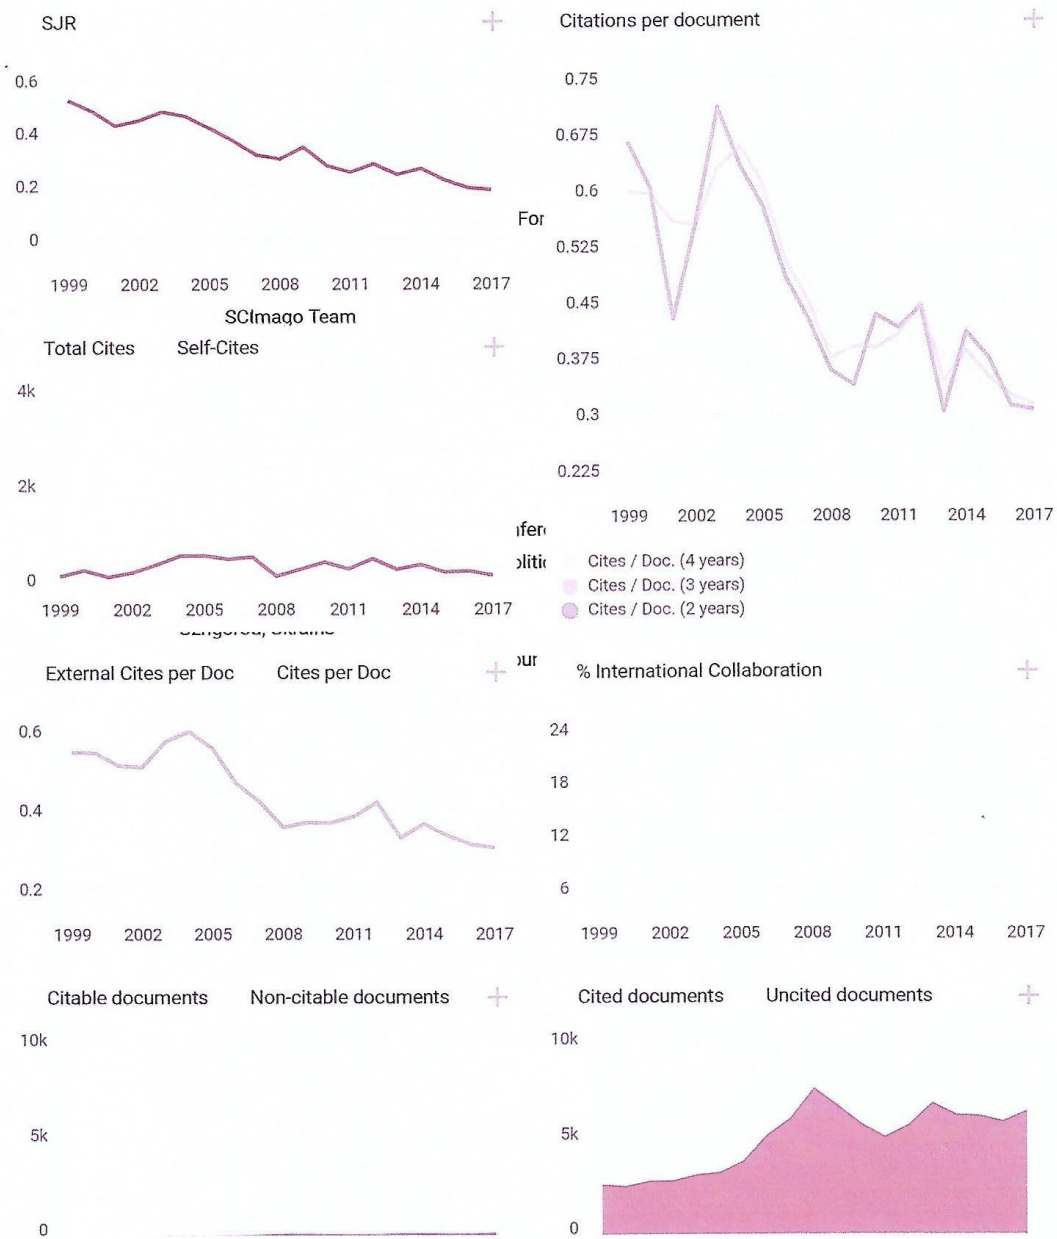 SJR
0.6
0.4
0.2
0
1999 2002 2005 2008 2011 2014 2017
Citations per document
0.75
0.675
0.6
0.525
0.45
0.375
0.3
0.225
1999 2002 2005 2008 2011 2014 2017
Cites / Doc. (4 years)
Cites / Doc. (3 years)
Cites / Doc. (2 years)
For
SCImago Team
Total Cites Self-Cites
4k
2k
0
1999 2002 2005 2008 2011 2014 2017
External Cites per Doc Cites per Doc
0.6
0.4
0.2
1999 2002 2005 2008 2011 2014 2017
% International Collaboration
24
18
12
6
1999 2002 2005 2008 2011 2014 2017
Citable documents Non-citable documents
10k
5k
0
Cited documents Uncited documents
10k
5k
0